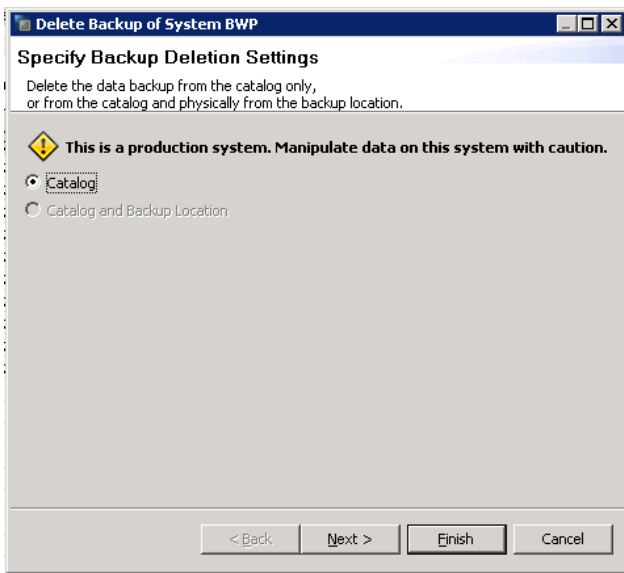 Delete Backup of System BWP
Specify Backup Deletion Settings
Delete the data backup from the catalog only,
or from the catalog and physically from the backup location.
This is a production system. Manipulate data on this system with caution.
Catalog
Catalog and Backup Location
< Back
Next >
Finish
Cancel